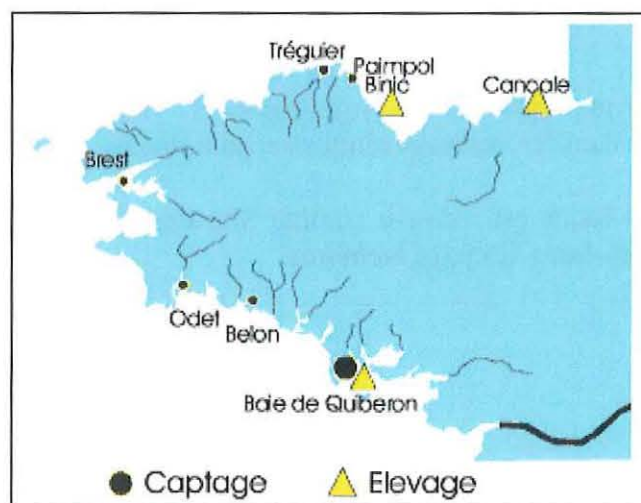 Tréguier
Paimpol
Binic
Cancale
Brest
Odet
Belon
Baie de Quiberon
Captage
Elevage